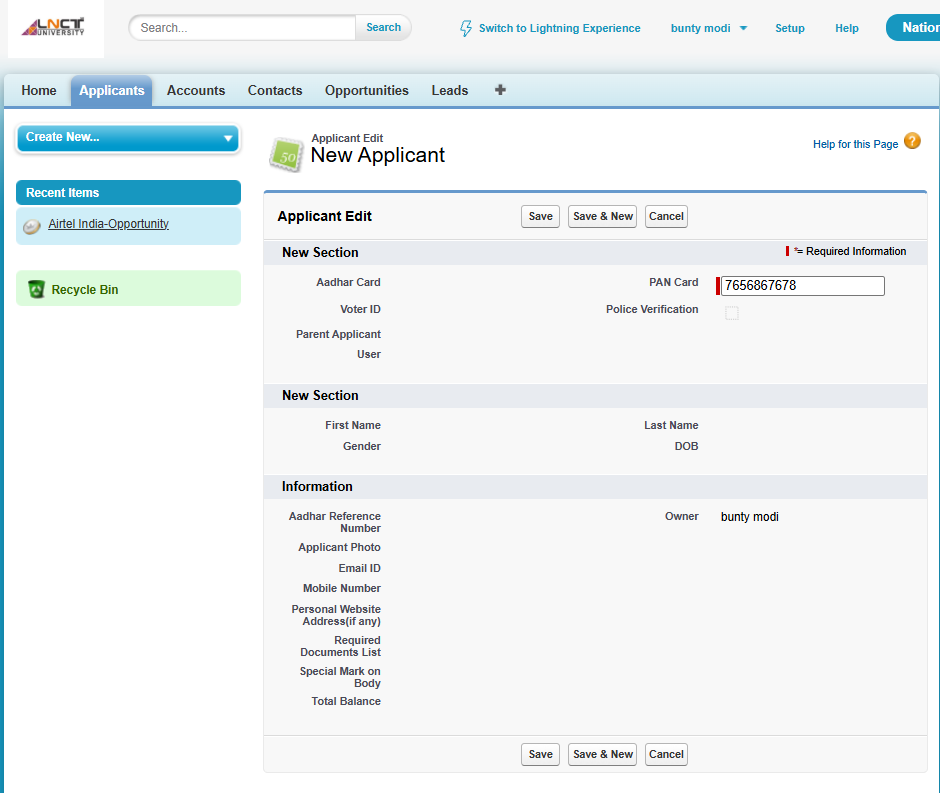 LNCT
UNIVERSITY
Search...
Search
Switch to Lightning Experience
bunty modi
Setup
Help
Home
Applicants
Accounts
Contacts
Opportunities
Leads
Create New...
Recent Items
Airtel India-Opportunity
Recycle Bin
50
Applicant Edit
New Applicant
Help for this Page ?
Applicant Edit
Save
Save & New
Cancel
New Section
*= Required Information
Aadhar Card
PAN Card
7656867678
Voter ID
Police Verification
Parent Applicant
User
New Section
First Name
Last Name
Gender
DOB
Information
Aadhar Reference
Number
Owner
bunty modi
Applicant Photo
Email ID
Mobile Number
Personal Website
Address(if any)
Required
Documents List
Special Mark on
Body
Total Balance
Save
Save & New
Cancel